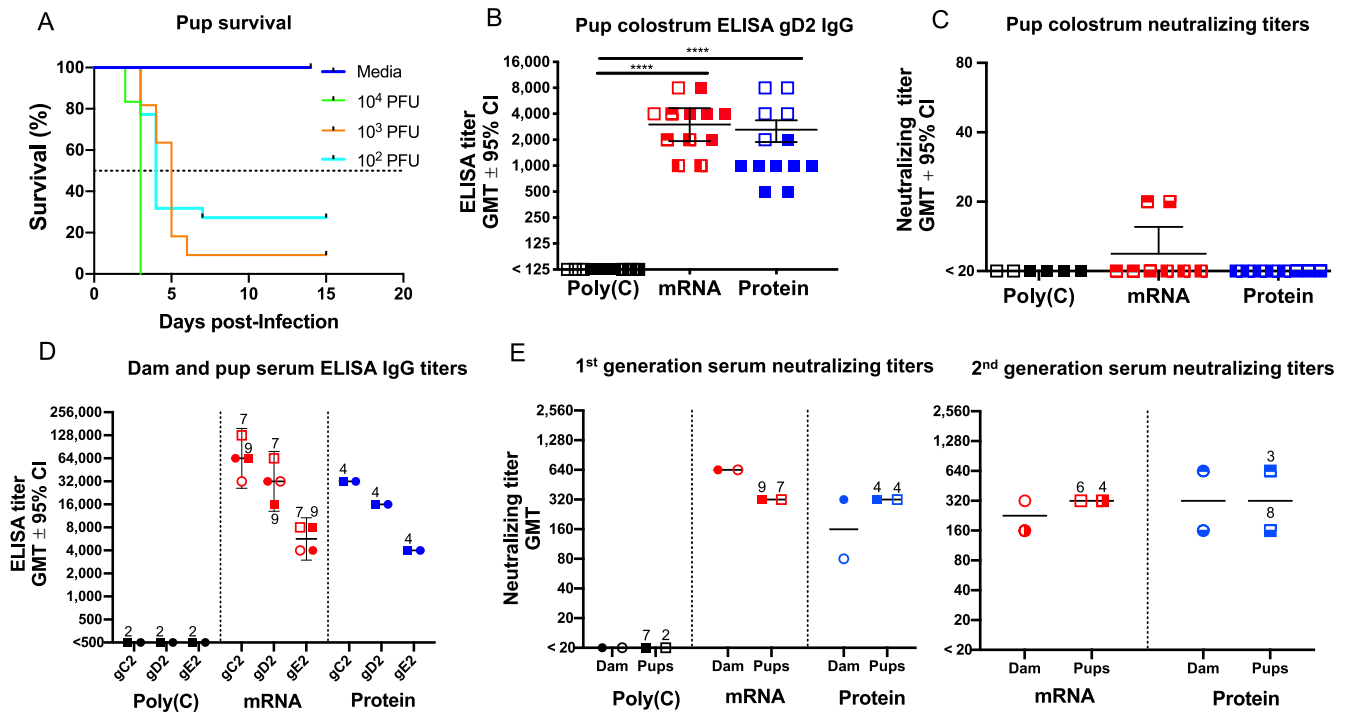 A
Pup survival
100
80
60
40
20
0
0
5
10
15
20
Survival (%)
Days post-Infection
Media
10⁴ PFU
10³ PFU
10² PFU
B
Pup colostrum ELISA gD2 IgG
****
****
16,000
8,000
4,000
2,000
1,000
500
250
125
< 125
ELISA titer
GMT ± 95% CI
Poly(C)
mRNA
Protein
C
Pup colostrum neutralizing titers
80
40
20
< 20
Neutralizing titer
GMT + 95% CI
Poly(C)
mRNA
Protein
D
Dam and pup serum ELISA IgG titers
256,000
128,000
64,000
32,000
16,000
8,000
4,000
2,000
1,000
500
<500
ELISA titer
GMT ± 95% CI
2
2
2
7
9
7
9
7
9
4
4
4
gC2
gD2
gE2
gC2
gD2
gE2
gC2
gD2
gE2
Poly(C)
mRNA
Protein
E
1st generation serum neutralizing titers
2,560
1,280
640
320
160
80
40
20
< 20
Neutralizing titer
GMT
7
2
9
7
4
4
Dam
Pups
Dam
Pups
Dam
Pups
Poly(C)
mRNA
Protein
2nd generation serum neutralizing titers
2,560
1,280
640
320
160
80
40
20
< 20
6
4
3
8
Dam
Pups
Dam
Pups
mRNA
Protein